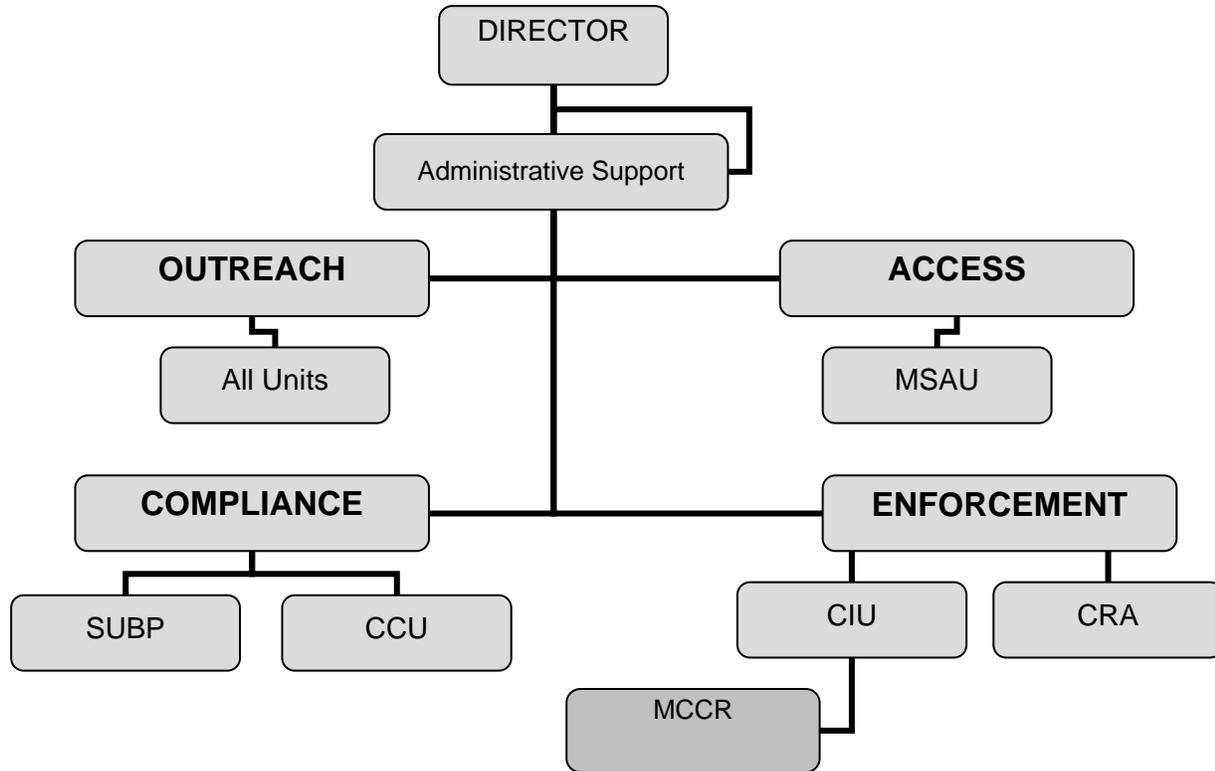 DIRECTOR
Administrative Support
OUTREACH
ACCESS
All Units
MSAU
COMPLIANCE
ENFORCEMENT
SUBP
CCU
CIU
CRA
MCCR